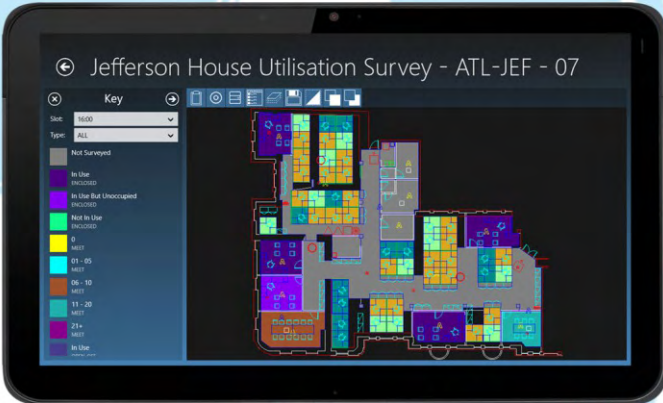 Jefferson House Utilisation Survey - ATL-JEF - 07
Key
Slot: 16:00
Type: ALL
Not Surveyed
In Use
ENCLOSED
In Use But Unoccupied
ENCLOSED
Not In Use
ENCLOSED
0
MEET
01 - 05
MEET
06 - 10
MEET
11 - 20
MEET
21+
MEET
In Use